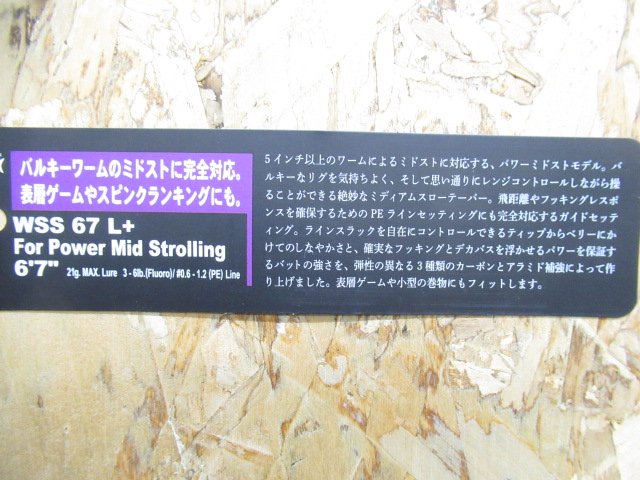 バルキーワームのミドストに完全対応。
表層ゲームやスピンクランキングにも。
WSS 67 L+
For Power Mid Strolling
6'7" 21g. MAX. Lure 3 - 6lb.(Fluoro)/ #0.6 - 1.2 (PE) Line
5インチ以上のワームによるミドストに対応する、パワーミドストモデル。バ
ルキーなリグを気持ちよく、そして思い通りにレンジコントロールしながら操
ることができる絶妙なミディアムスローテーパー。飛距離やフッキングレスポ
ンスを確保するためのPEラインセッティングにも完全対応するガイドセッテ
ィング。ラインスラックを自在にコントロールできるティップからベリーにか
けてのしなやかさと、確実なフッキングとデカバスを浮かせるパワーを保証す
るバットの強さを、弾性の異なる3種類のカーボンとアラミド補強によって作
り上げました。表層ゲームや小型の巻物にもフィットします。